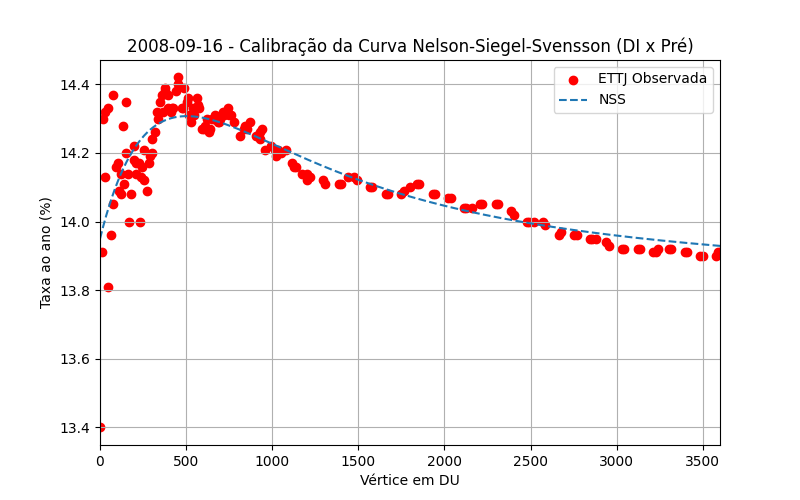 2008-09-16 - Calibração da Curva Nelson-Siegel-Svensson (DI x Pré)
ETTJ Observada
NSS
Taxa ao ano (%)
14.4
14.2
14.0
13.8
13.6
13.4
0 500 1000 1500 2000 2500 3000 3500
Vértice em DU